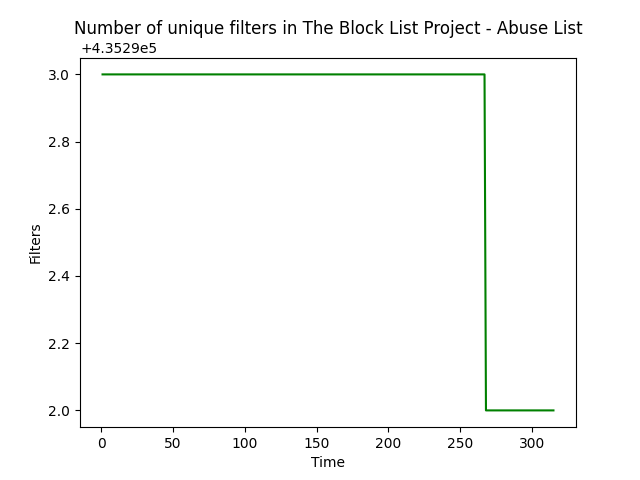 Number of unique filters in The Block List Project - Abuse List
+4.3529e5
3.0
2.8
2.6
2.4
2.2
2.0
Filters
0 50 100 150 200 250 300
Time